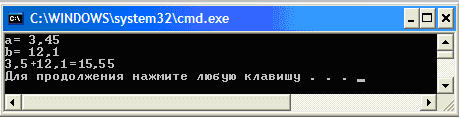 C:\WINDOWS\system32\cmd.exe
a= 3,45
b= 12,1
3,5+12,1=15,55
Для продолжения нажмите любую клавишу . . . _